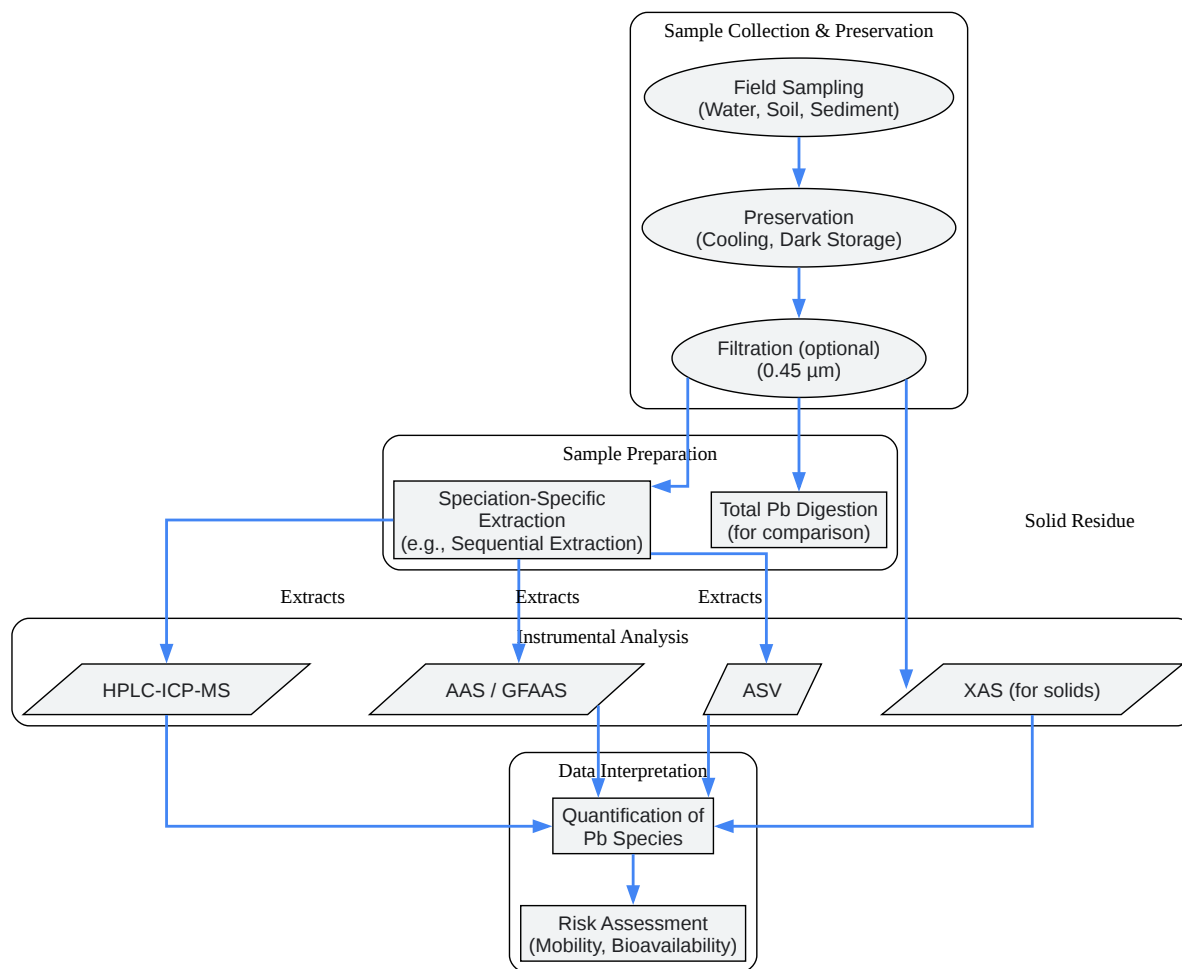 Sample Collection & Preservation
Field Sampling
(Water, Soil, Sediment)
Preservation
(Cooling, Dark Storage)
Filtration (optional)
(0.45 µm)
Sample Preparation
Speciation-Specific
Extraction
(e.g., Sequential Extraction)
Total Pb Digestion
(for comparison)
Solid Residue
Extracts
Extracts
Extracts
Instrumental Analysis
HPLC-ICP-MS
AAS / GFAAS
ASV
XAS (for solids)
Data Interpretation
Quantification of
Pb Species
Risk Assessment
(Mobility, Bioavailability)